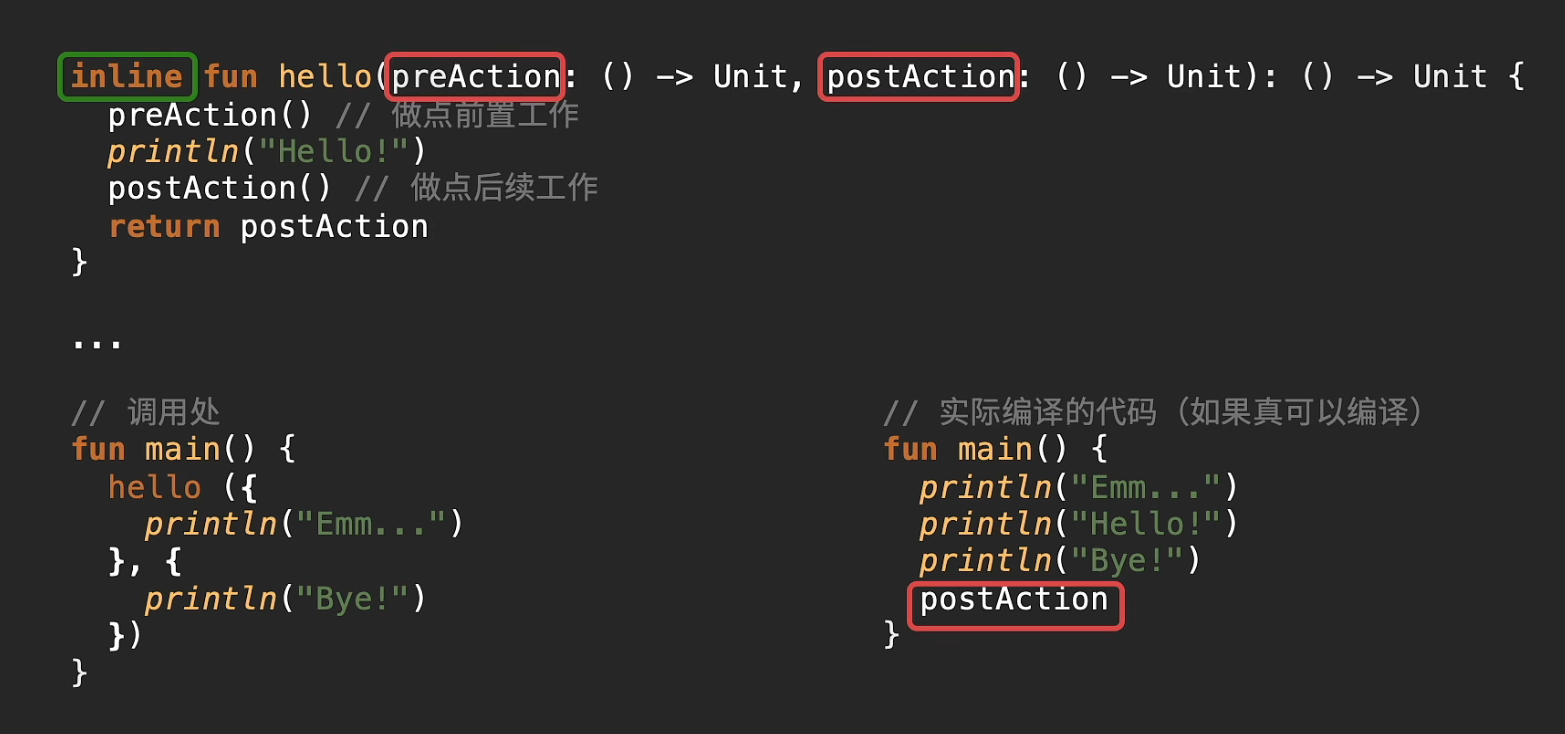 inline fun hello(preAction: () -> Unit, postAction: () -> Unit): () -> Unit {
  preAction() // 做点前置工作
  println("Hello!")
  postAction() // 做点后续工作
  return postAction
}
...
// 调用处
fun main() {
  hello ({
    println("Emm...")
  }, {
    println("Bye!")
  })
}
// 实际编译的代码（如果真可以编译）
fun main() {
  println("Emm...")
  println("Hello!")
  println("Bye!")
  postAction
}